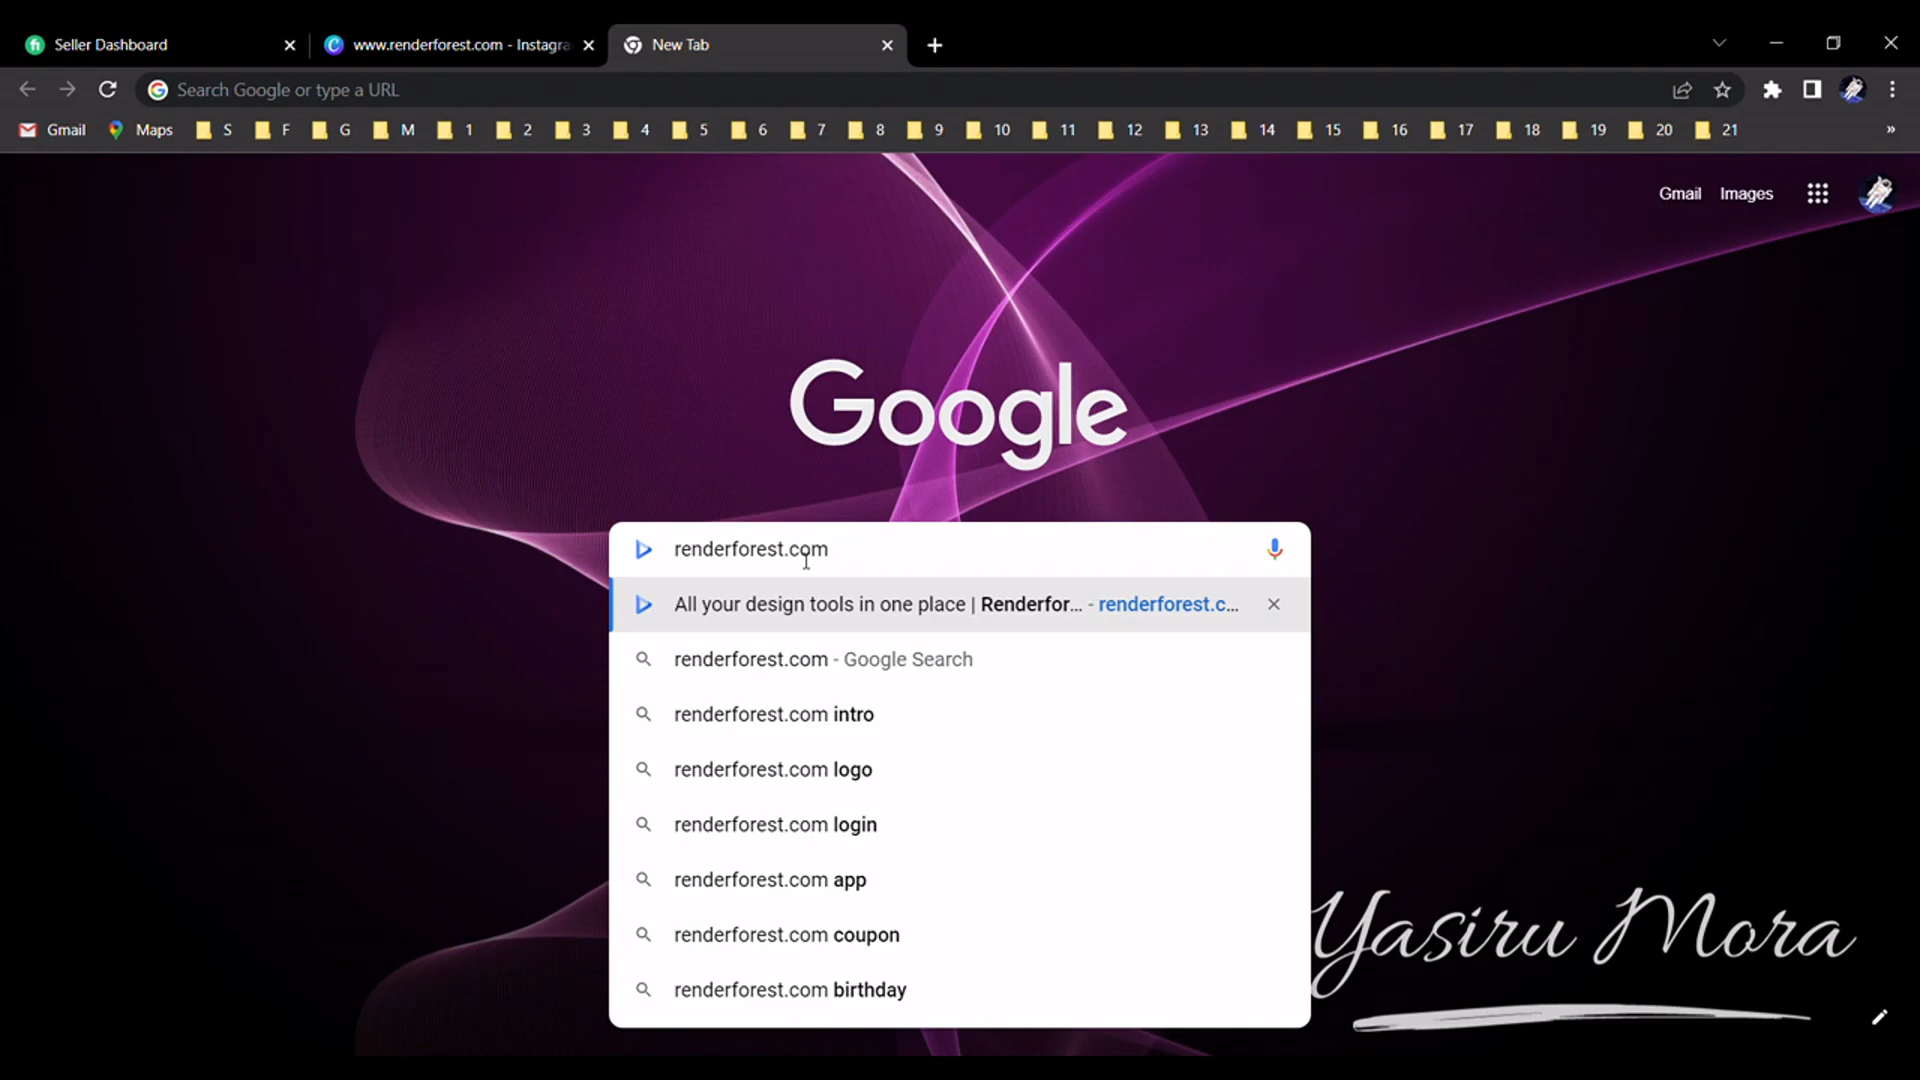 Seller Dashboard
www.renderforest.com - Instagra
New Tab
Search Google or type a URL
Gmail Maps S F G M 1 2 3 4 5 6 7 8 9 10 11 12 13 14 15 16 17 18 19 20 21 »
Gmail Images
Google
renderforest.com
All your design tools in one place | Renderfor... - renderforest.c...
renderforest.com - Google Search
renderforest.com intro
renderforest.com logo
renderforest.com login
renderforest.com app
renderforest.com coupon
renderforest.com birthday
Yasiru Mora